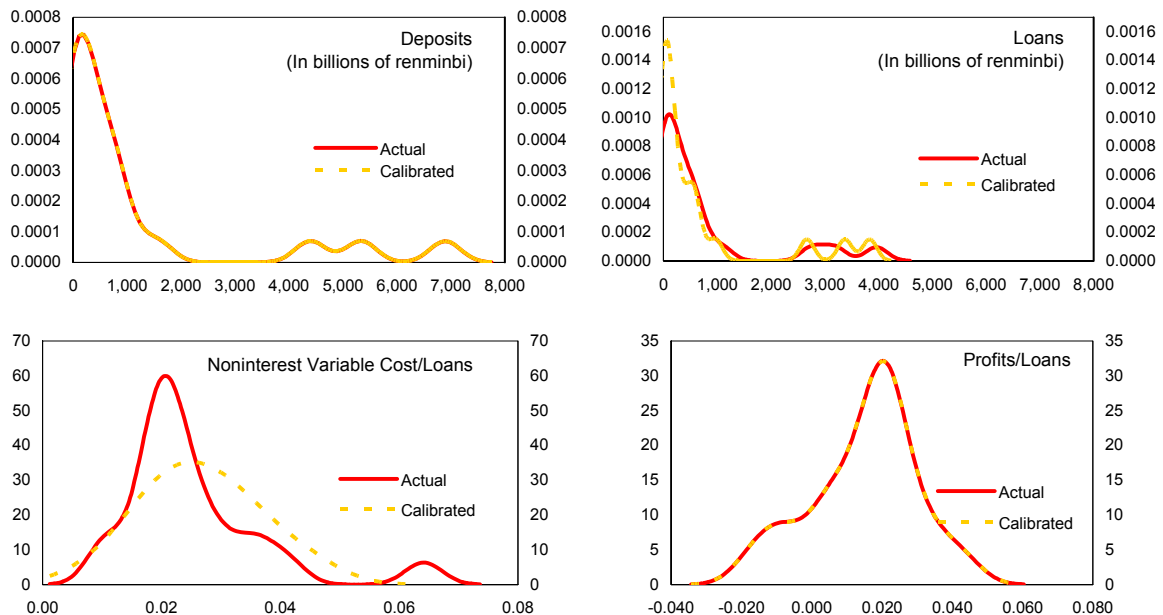 Deposits
(In billions of renminbi)
0.0008 0.0008
0.0007 0.0007
0.0006 0.0006
0.0005 0.0005
0.0004 0.0004
0.0003 0.0003
0.0002 0.0002
0.0001 0.0001
0.0000 0.0000
Actual
Calibrated
0 1,000 2,000 3,000 4,000 5,000 6,000 7,000 8,000
Loans
(In billions of renminbi)
0.0016 0.0016
0.0014 0.0014
0.0012 0.0012
0.0010 0.0010
0.0008 0.0008
0.0006 0.0006
0.0004 0.0004
0.0002 0.0002
0.0000 0.0000
Actual
Calibrated
0 1,000 2,000 3,000 4,000 5,000 6,000 7,000 8,000
Noninterest Variable Cost/Loans
70 70
60 60
50 50
40 40
30 30
20 20
10 10
0 0
Actual
Calibrated
0.00 0.02 0.04 0.06 0.08
Profits/Loans
35 35
30 30
25 25
20 20
15 15
10 10
5 5
0 0
Actual
Calibrated
-0.040 -0.020 0.000 0.020 0.040 0.060 0.080